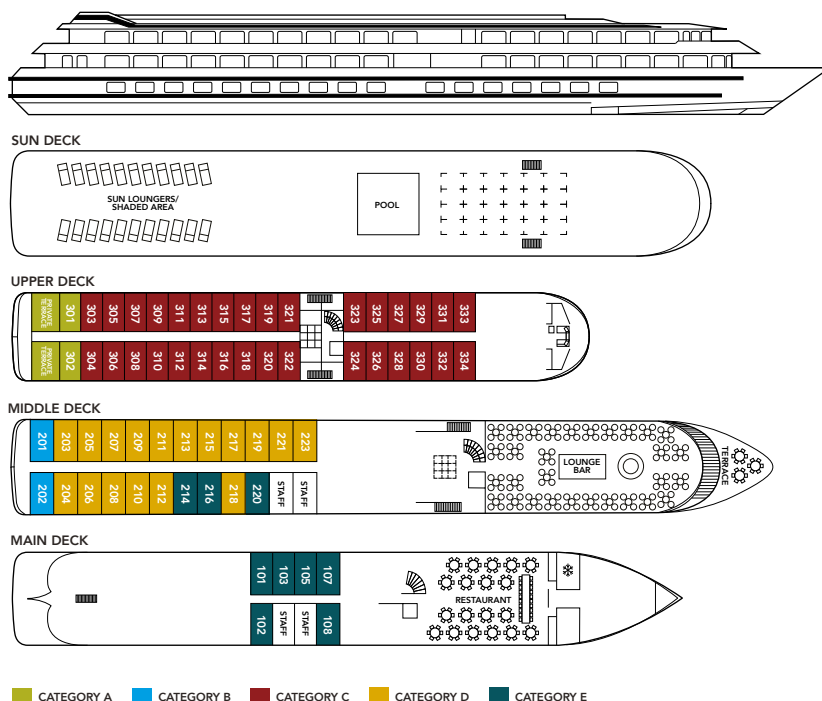 SUN DECK
SUN LOUNGERS/
SHADED AREA
POOL
UPPER DECK
PRIVATE
TERRACE
301
303
305
307
309
311
313
315
317
319
321
323
325
327
329
331
333
PRIVATE
TERRACE
302
304
306
308
310
312
314
316
318
320
322
324
326
328
330
332
334
MIDDLE DECK
201
203
205
207
209
211
213
215
217
219
221
223
202
204
206
208
210
212
214
216
218
220
STAFF
STAFF
LOUNGE
BAR
TERRACE
MAIN DECK
101
103
105
107
102
STAFF
STAFF
108
RESTAURANT
CATEGORY A
CATEGORY B
CATEGORY C
CATEGORY D
CATEGORY E